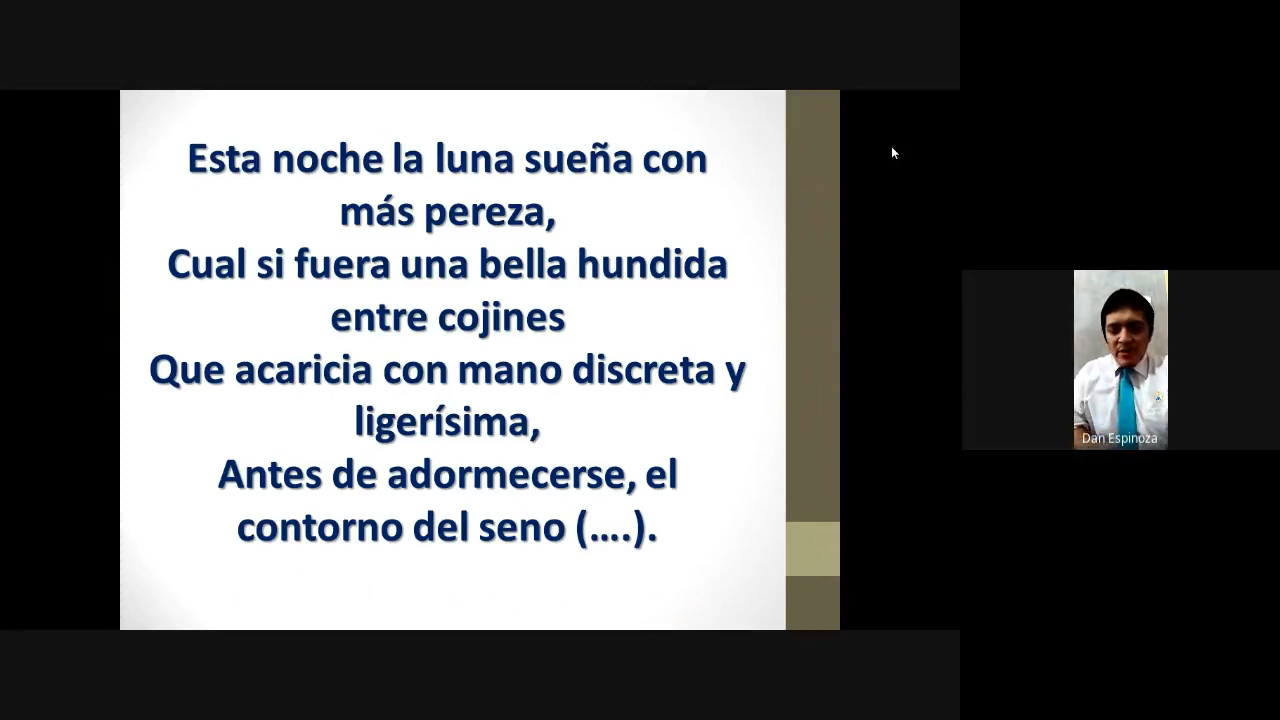 Esta noche la luna sueña con
más pereza,
Cual si fuera una bella hundida
entre cojines
Que acaricia con mano discreta y
ligerísima,
Antes de adormecerse, el
contorno del seno (....).
Dan Espinoza